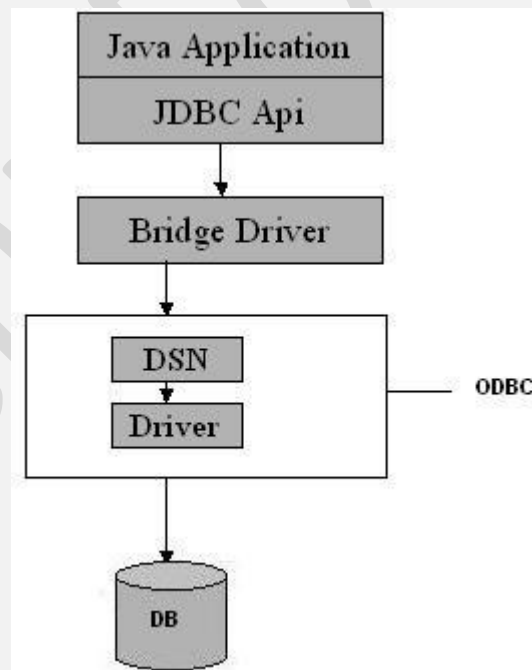 Java Application
JDBC Api
Bridge Driver
DSN
Driver
ODBC
DB